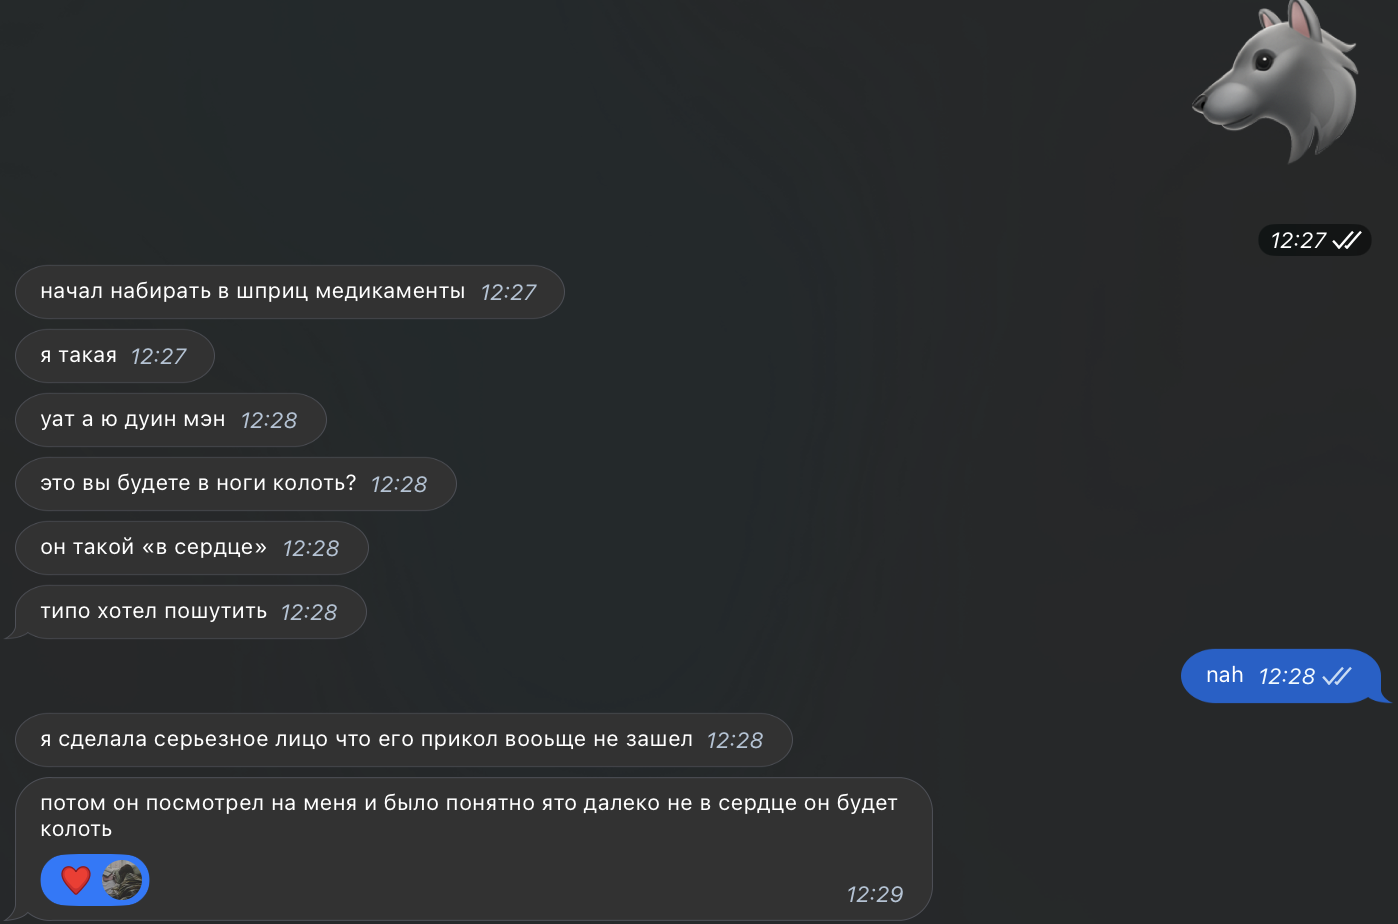 12:27
начал набирать в шприц медикаменты 12:27
я такая 12:27
уат а ю дуин мэн 12:28
это вы будете в ноги колоть? 12:28
он такой «в сердце» 12:28
типо хотел пошутить 12:28
nah 12:28
я сделала серьезное лицо что его прикол вооьще не зашел 12:28
потом он посмотрел на меня и было понятно ято далеко не в сердце он будет
колоть
12:29